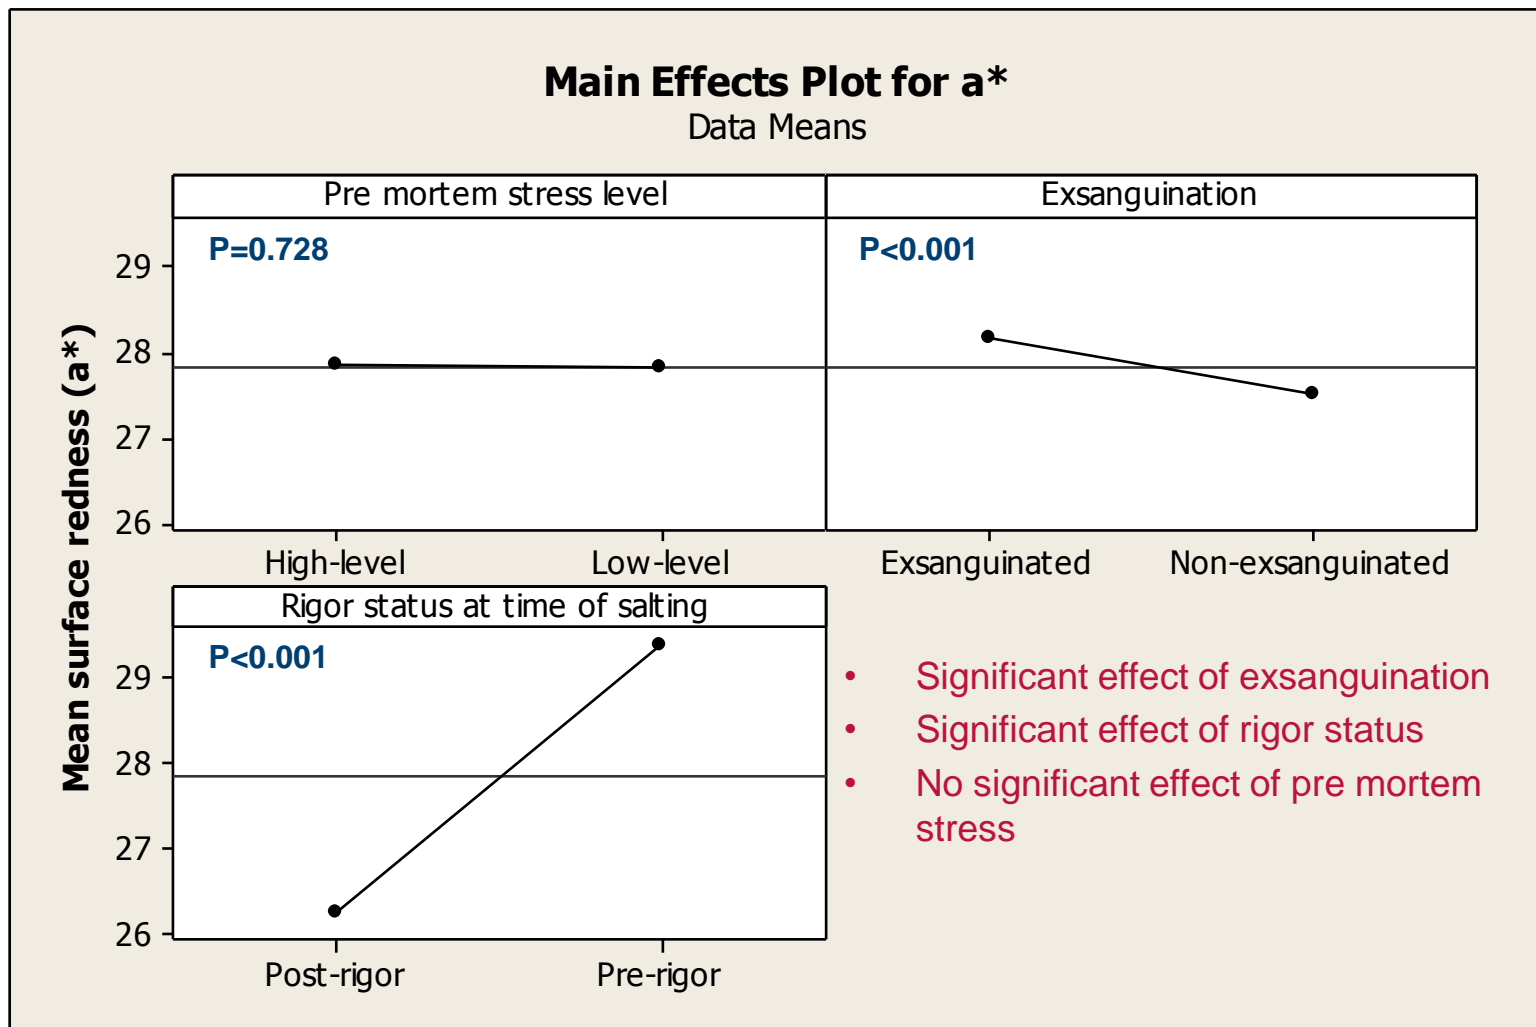 Main Effects Plot for a*
Data Means
Mean surface redness (a*)
Pre mortem stress level
Exsanguination
P=0.728
P<0.001
29
28
27
26
High-level
Low-level
Exsanguinated
Non-exsanguinated
Rigor status at time of salting
P<0.001
29
28
27
26
Post-rigor
Pre-rigor
• Significant effect of exsanguination
• Significant effect of rigor status
• No significant effect of pre mortem
stress